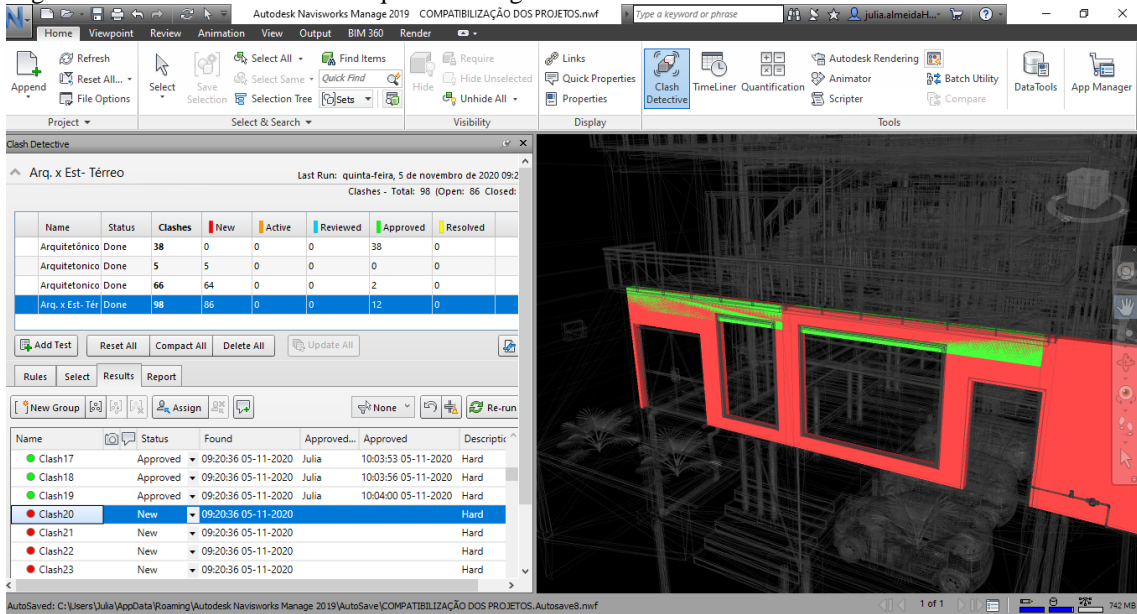 Autodesk Navisworks Manage 2019 COMPATIBILIZAÇÃO DOS PROJETOS.nwf
Type a keyword or phrase
julia.almeidaH...
Home Viewpoint Review Animation View Output BIM 360 Render
Append
Refresh
Reset All...
File Options
Project
Select
Save Selection
Select All
Select Same
Selection Tree
Find Items
Quick Find
Sets
Select & Search
Hide
Require
Hide Unselected
Unhide All
Visibility
Links
Quick Properties
Properties
Display
Clash Detective
TimeLiner
Quantification
Autodesk Rendering
Animator
Scripter
Batch Utility
Compare
DataTools
App Manager
Tools
Clash Detective
Arq. x Est- Térreo
Last Run: quinta-feira, 5 de novembro de 2020 09:2
Clashes - Total: 98 (Open: 86 Closed:
Name Status Clashes New Active Reviewed Approved Resolved
Arquitetônico Done 38 0 0 0 38 0
Arquitetonico Done 5 5 0 0 0 0
Arquitetonico Done 66 64 0 0 2 0
Arq. x Est- Tér Done 98 86 0 0 12 0
Add Test Reset All Compact All Delete All Update All
Rules Select Results Report
New Group Assign None Re-run
Name Status Found Approved... Approved Descriptic
Clash17 Approved 09:20:36 05-11-2020 Julia 10:03:53 05-11-2020 Hard
Clash18 Approved 09:20:36 05-11-2020 Julia 10:03:56 05-11-2020 Hard
Clash19 Approved 09:20:36 05-11-2020 Julia 10:04:00 05-11-2020 Hard
Clash20 New 09:20:36 05-11-2020 Hard
Clash21 New 09:20:36 05-11-2020 Hard
Clash22 New 09:20:36 05-11-2020 Hard
Clash23 New 09:20:36 05-11-2020 Hard
AutoSaved: C:\Users\Julia\AppData\Roaming\Autodesk Navisworks Manage 2019\AutoSave\COMPATIBILIZAÇÃO DOS PROJETOS.Autosave8.nwf
1 of 1
742 MB